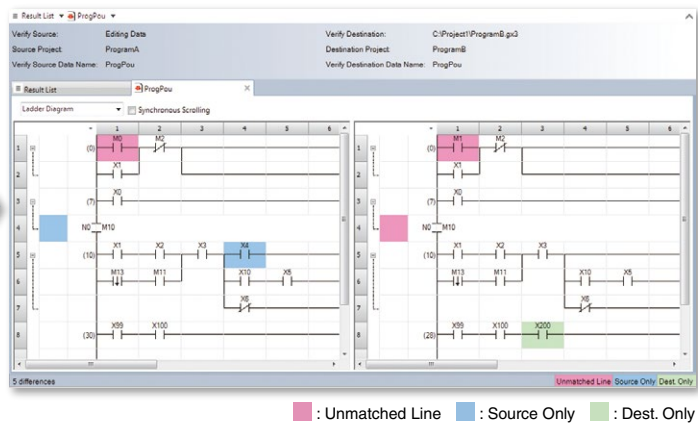 Result List ProgPou
Verify Source: Editing Data Verify Destination: C:\Project1\ProgramB.gx3
Source Project ProgramA Destination Project ProgramB
Verify Source Data Name: ProgPou Verify Destination Data Name: ProgPou
Result List ProgPou
Ladder Diagram Synchronous Scrolling
1 2 3 4 5 6 1 2 3 4 5 6
M0 M2 M1 M2
1 (0) 1 (0)
X1 X1
2 2
X0 X0
3 (7) 3 (7)
4 N0 M10 4 N0 M10
X1 X2 X3 X4 X1 X2 X3
5 (10) 5 (10)
M13 M11 X10 X5 M13 M11 X10 X5
6 6
X6 X6
7 7
X99 X100 X99 X100 X200
8 (30) 8 (28)
5 differences Unmatched Line Source Only Dest. Only
: Unmatched Line : Source Only : Dest. Only